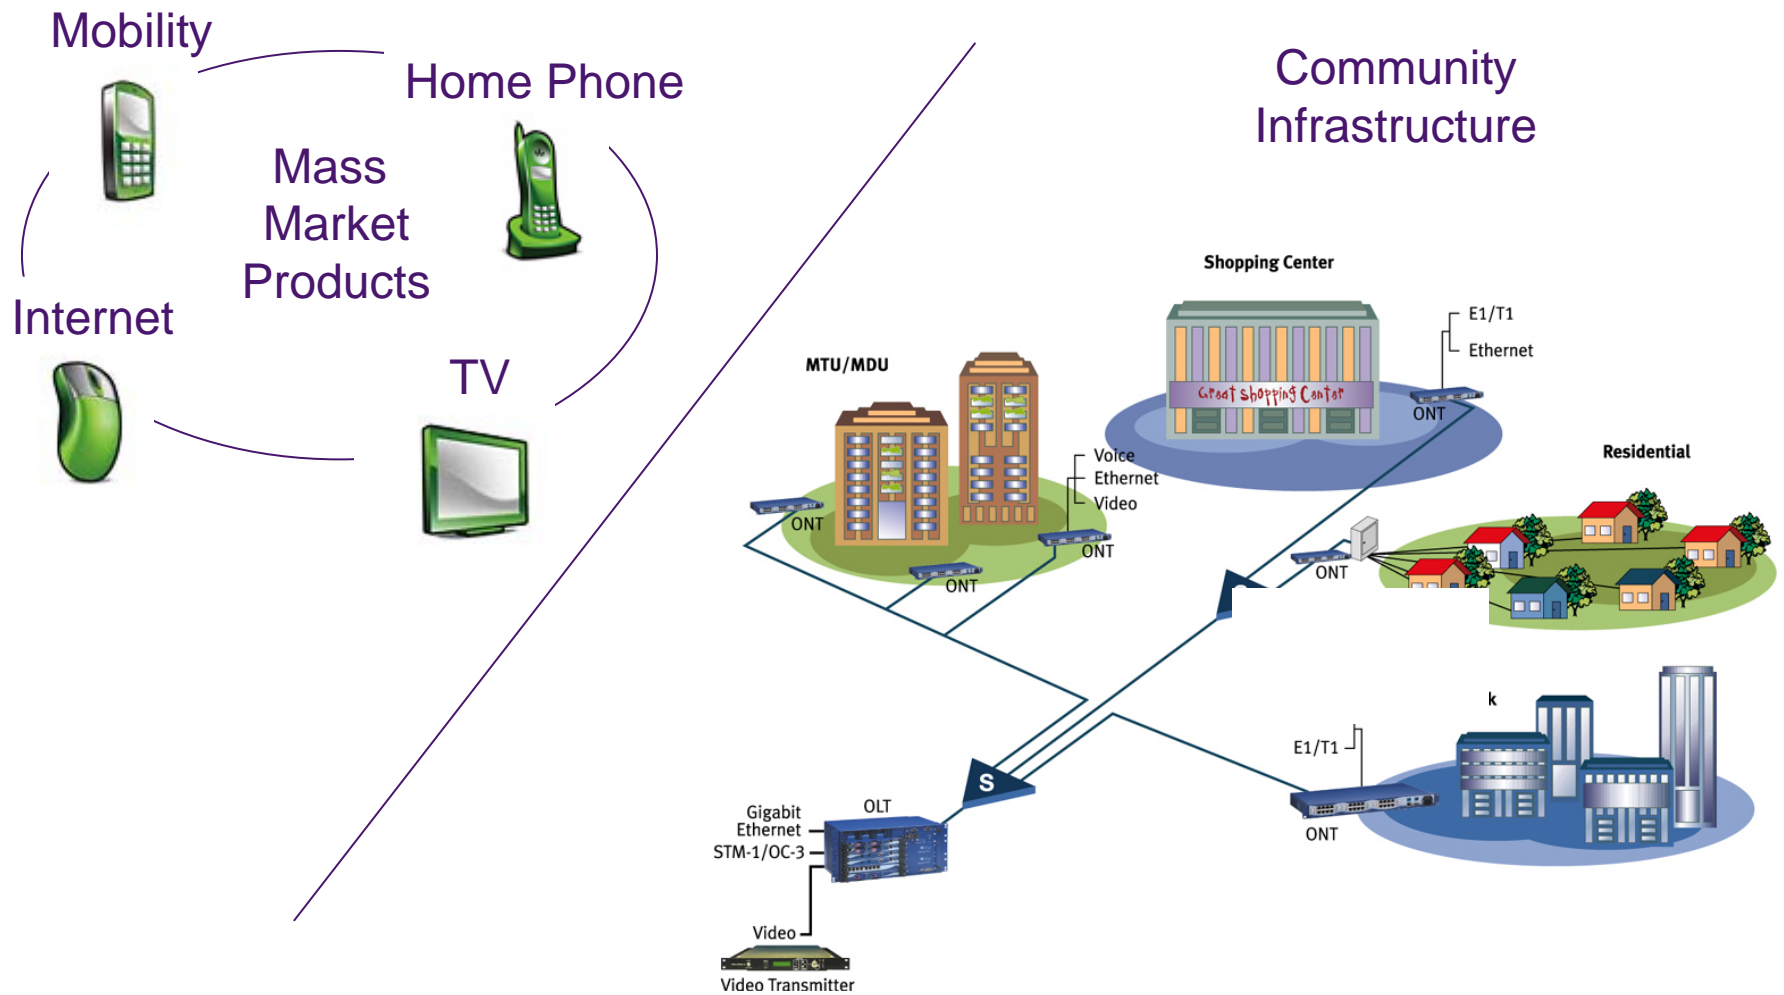 Mobility
Home Phone
Mass
Market
Products
Internet
TV
Community
Infrastructure
Shopping Center
E1/T1
Ethernet
ONT
Great Shopping Center
MTU/MDU
Voice
Ethernet
Video
ONT
ONT
ONT
Residential
ONT
S
k
E1/T1
ONT
OLT
Gigabit
Ethernet
STM-1/OC-3
Video
Video Transmitter